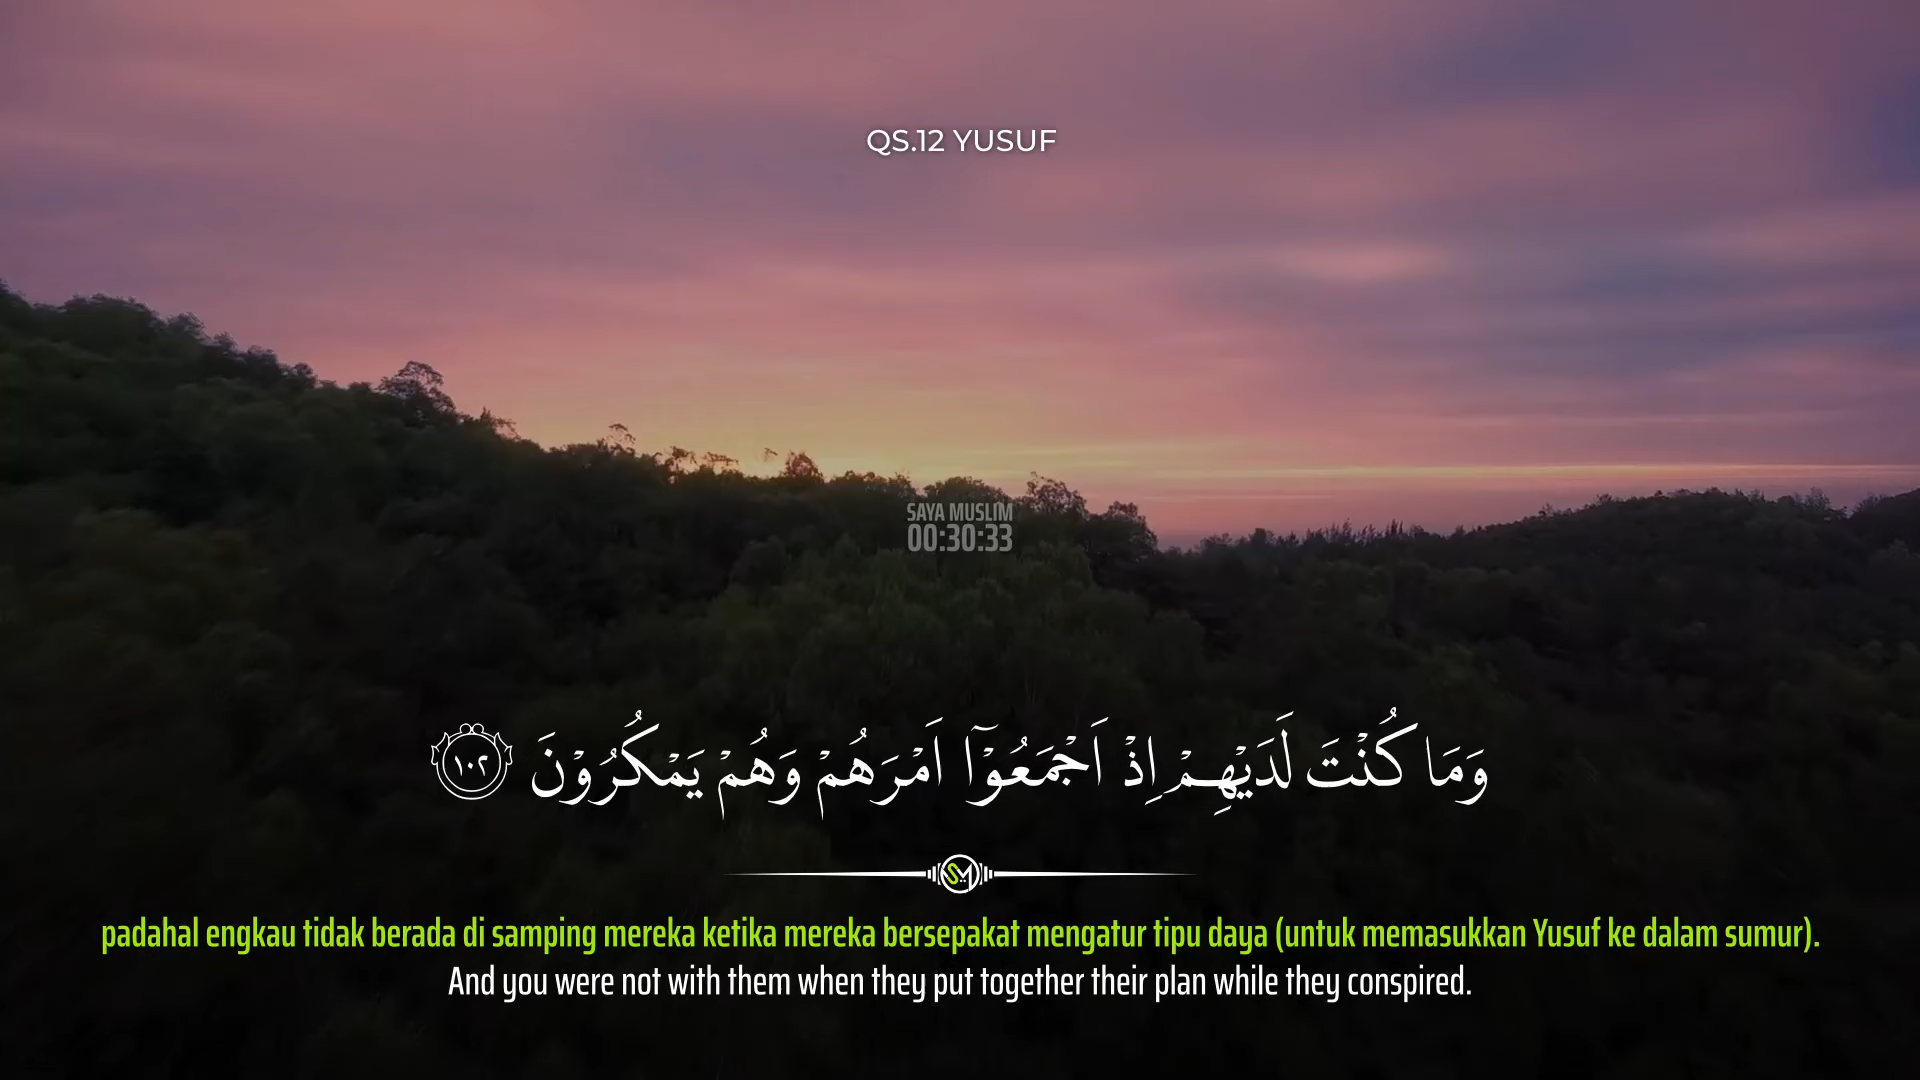 QS.12 YUSUF
SAYA MUSLIM
00:30:33
وَمَا كُنْتَ لَدَيْهِمْ اِذْ اَجْمَعُوْٓا اَمْرَهُمْ وَهُمْ يَمْكُرُوْنَ ١٠٢
SM
padahal engkau tidak berada di samping mereka ketika mereka bersepakat mengatur tipu daya (untuk memasukkan Yusuf ke dalam sumur).
And you were not with them when they put together their plan while they conspired.